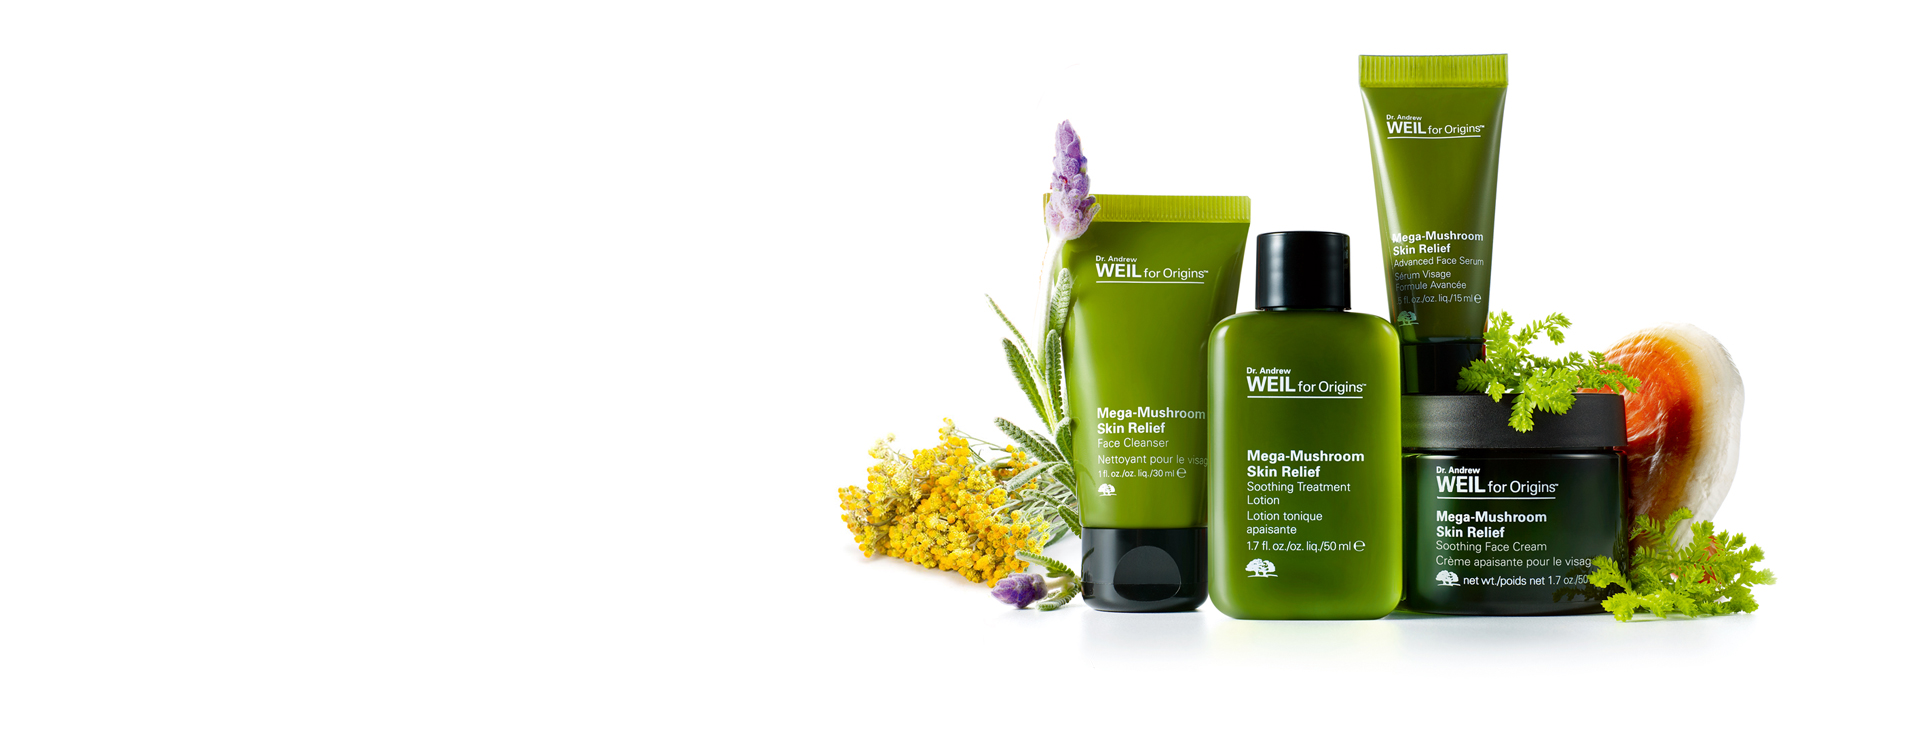 Dr. Andrew
WEIL for Origins™
Mega-Mushroom
Skin Relief
Face Cleanser
Nettoyant pour le visag
1 fl. oz./oz. liq./30 ml ℮
Dr. Andrew
WEIL for Origins™
Mega-Mushroom
Skin Relief
Soothing Treatment
Lotion
Lotion tonique
apaisante
1.7 fl. oz./oz. liq./50 ml ℮
Dr. Andrew
WEIL for Origins™
Mega-Mushroom
Skin Relief
Advanced Face Serum
Sérum Visage
Formule Avancée
.5 fl. oz./oz. liq./15 ml ℮
Dr. Andrew
WEIL for Origins™
Mega-Mushroom
Skin Relief
Soothing Face Cream
Crème apaisante pour le visag
net wt./poids net 1.7 oz./50